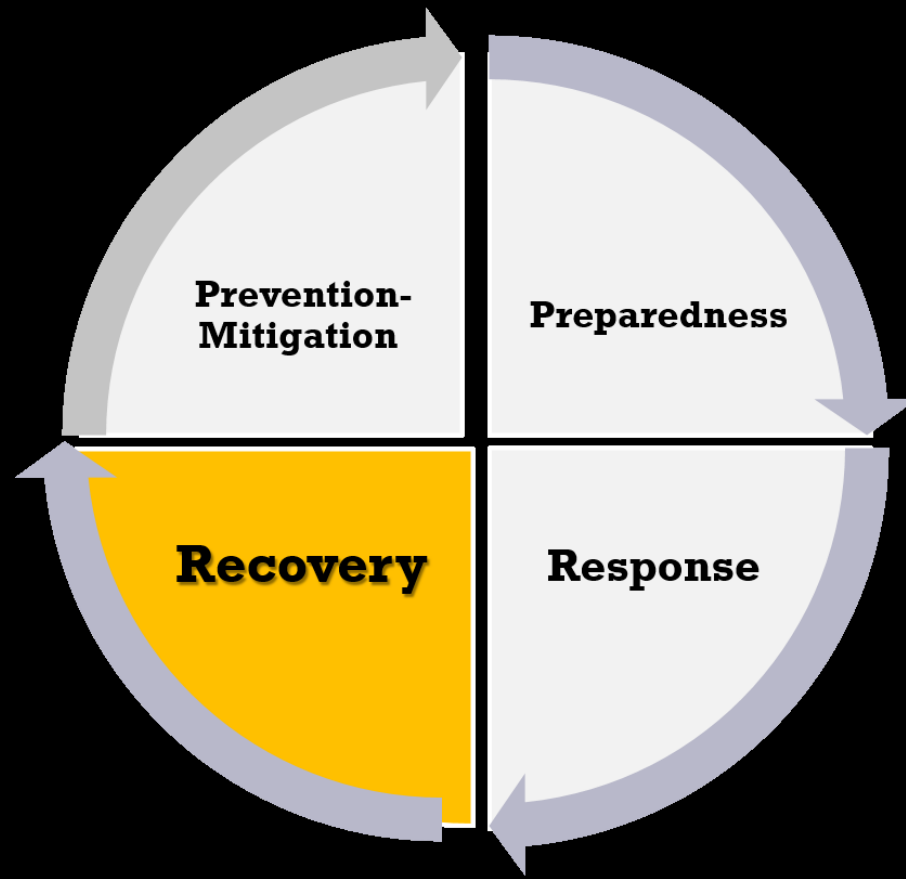 Prevention-
Mitigation
Preparedness
Recovery
Response